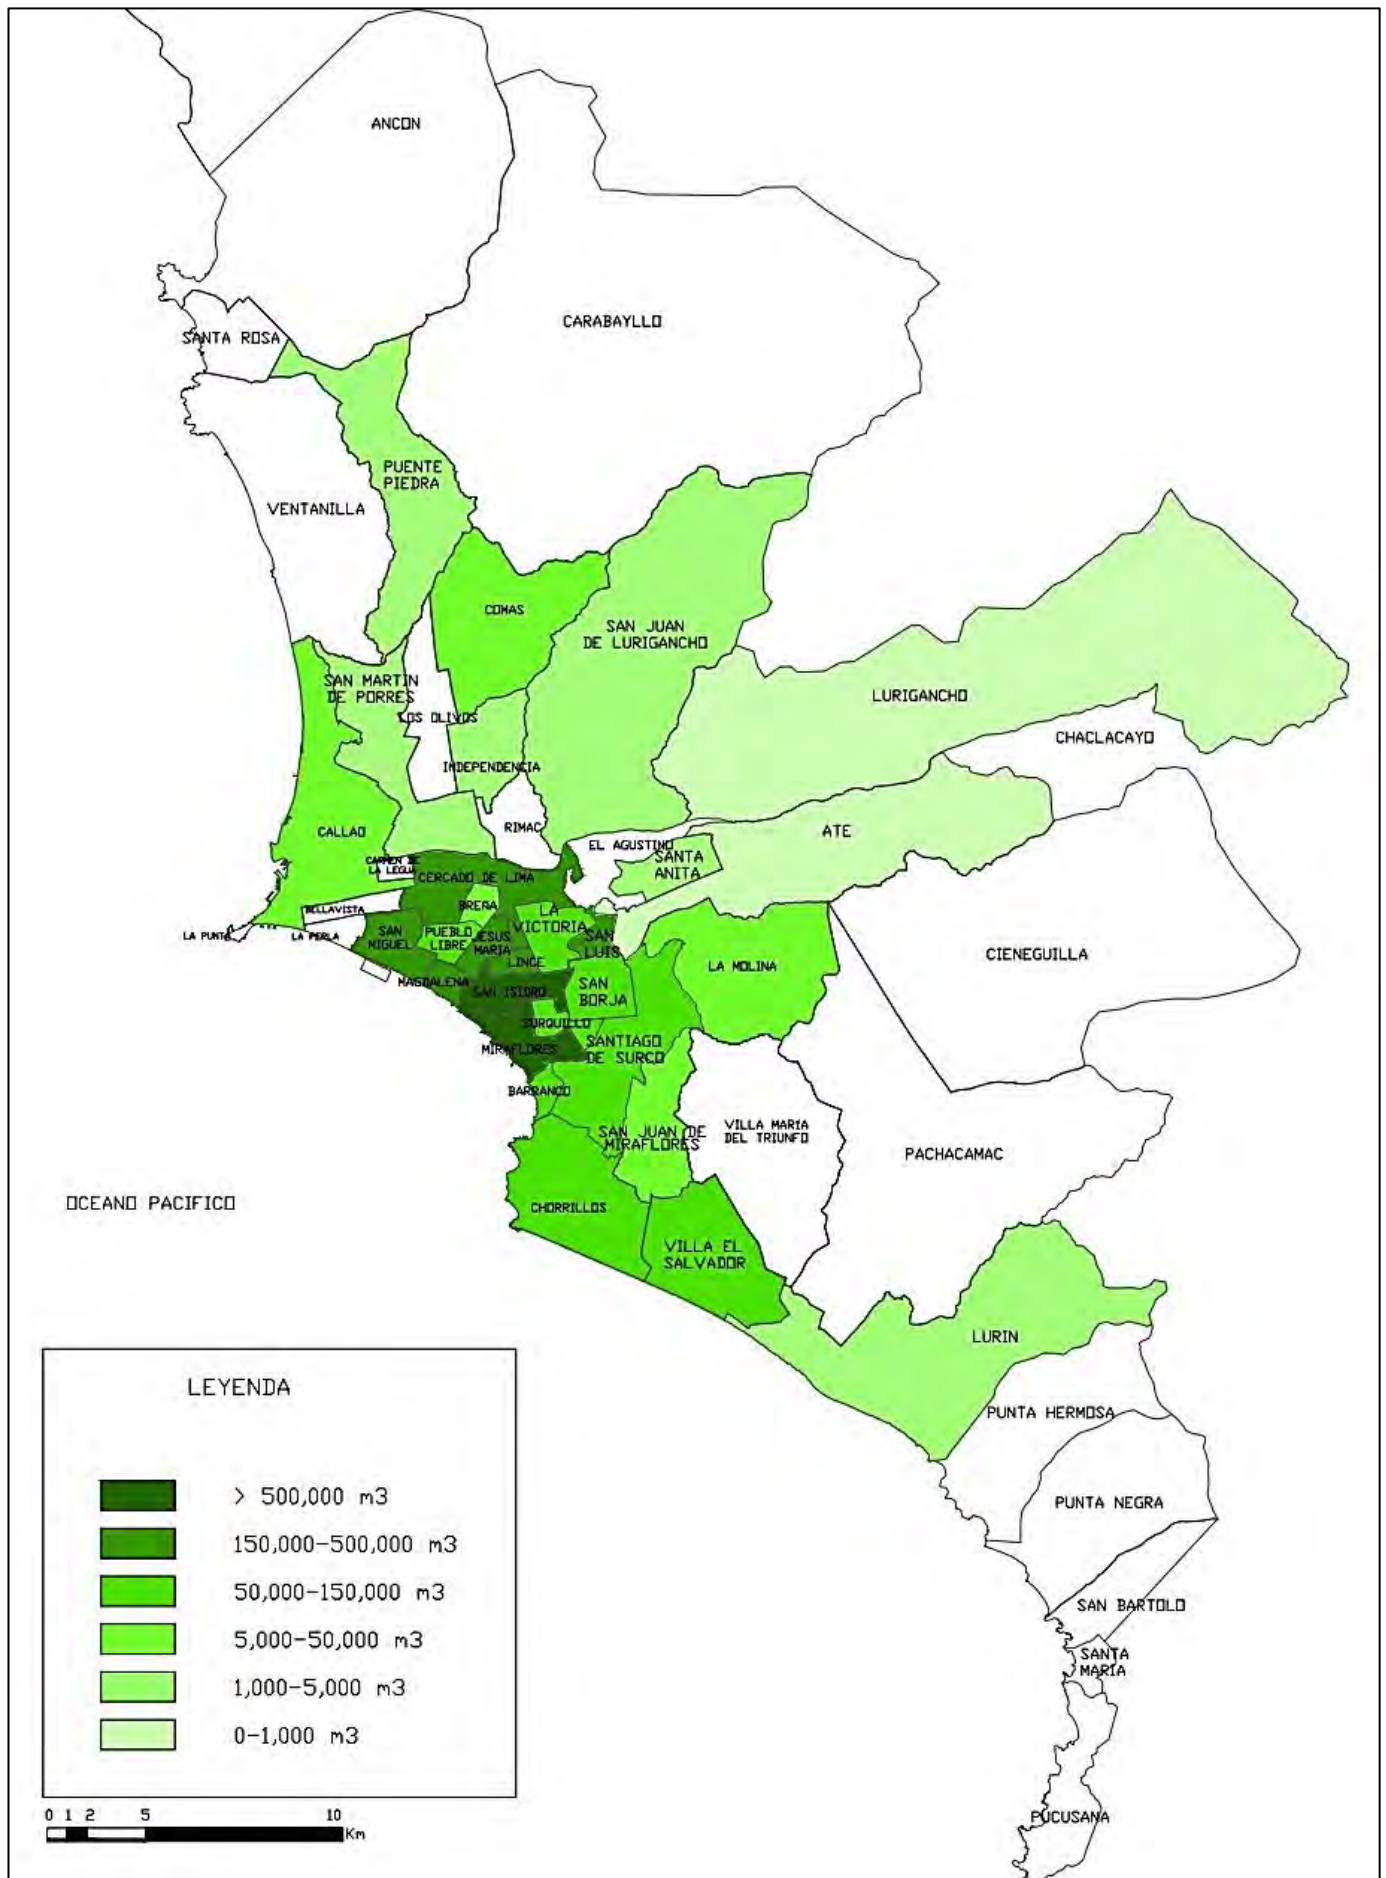 ANCON
CARABAYLLO
SANTA ROSA
PUENTE
PIEDRA
VENTANILLA
COMAS
SAN JUAN
DE LURIGANCHO
SAN MARTIN
DE PORRES
LOS OLIVOS
LURIGANCHO
CHACLACAYO
INDEPENDENCIA
CALLAO
RIMAC
ATE
EL AGUSTINO
SANTA
ANITA
CARMEN DE
LA LEGUA
CERCADO DE LIMA
BREÑA
BELLAVISTA
LA
VICTORIA
LA PUNTA
LA PERLA
SAN
MIGUEL
PUEBLO
LIBRE
JESUS
MARIA
SAN
LUIS
LINCE
LA MOLINA
CIENEGUILLA
MAGDALENA
SAN ISIDRO
SAN
BORJA
SURQUILLO
MIRAFLORES
SANTIAGO
DE SURCO
BARRANCO
SAN JUAN DE
MIRAFLORES
VILLA MARIA
DEL TRIUNFO
PACHACAMAC
OCEANO PACIFICO
CHORRILLOS
VILLA EL
SALVADOR
LURIN
PUNTA HERMOSA
PUNTA NEGRA
SAN BARTOLO
SANTA
MARIA
PUCUSANA
LEYENDA
> 500,000 m3
150,000-500,000 m3
50,000-150,000 m3
5,000-50,000 m3
1,000-5,000 m3
0-1,000 m3
0 1 2 5 10
Km